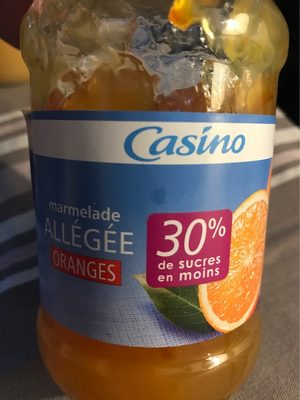 Casino
marmelade
ALLÉGÉE
ORANGES
30%
de sucres
en moins